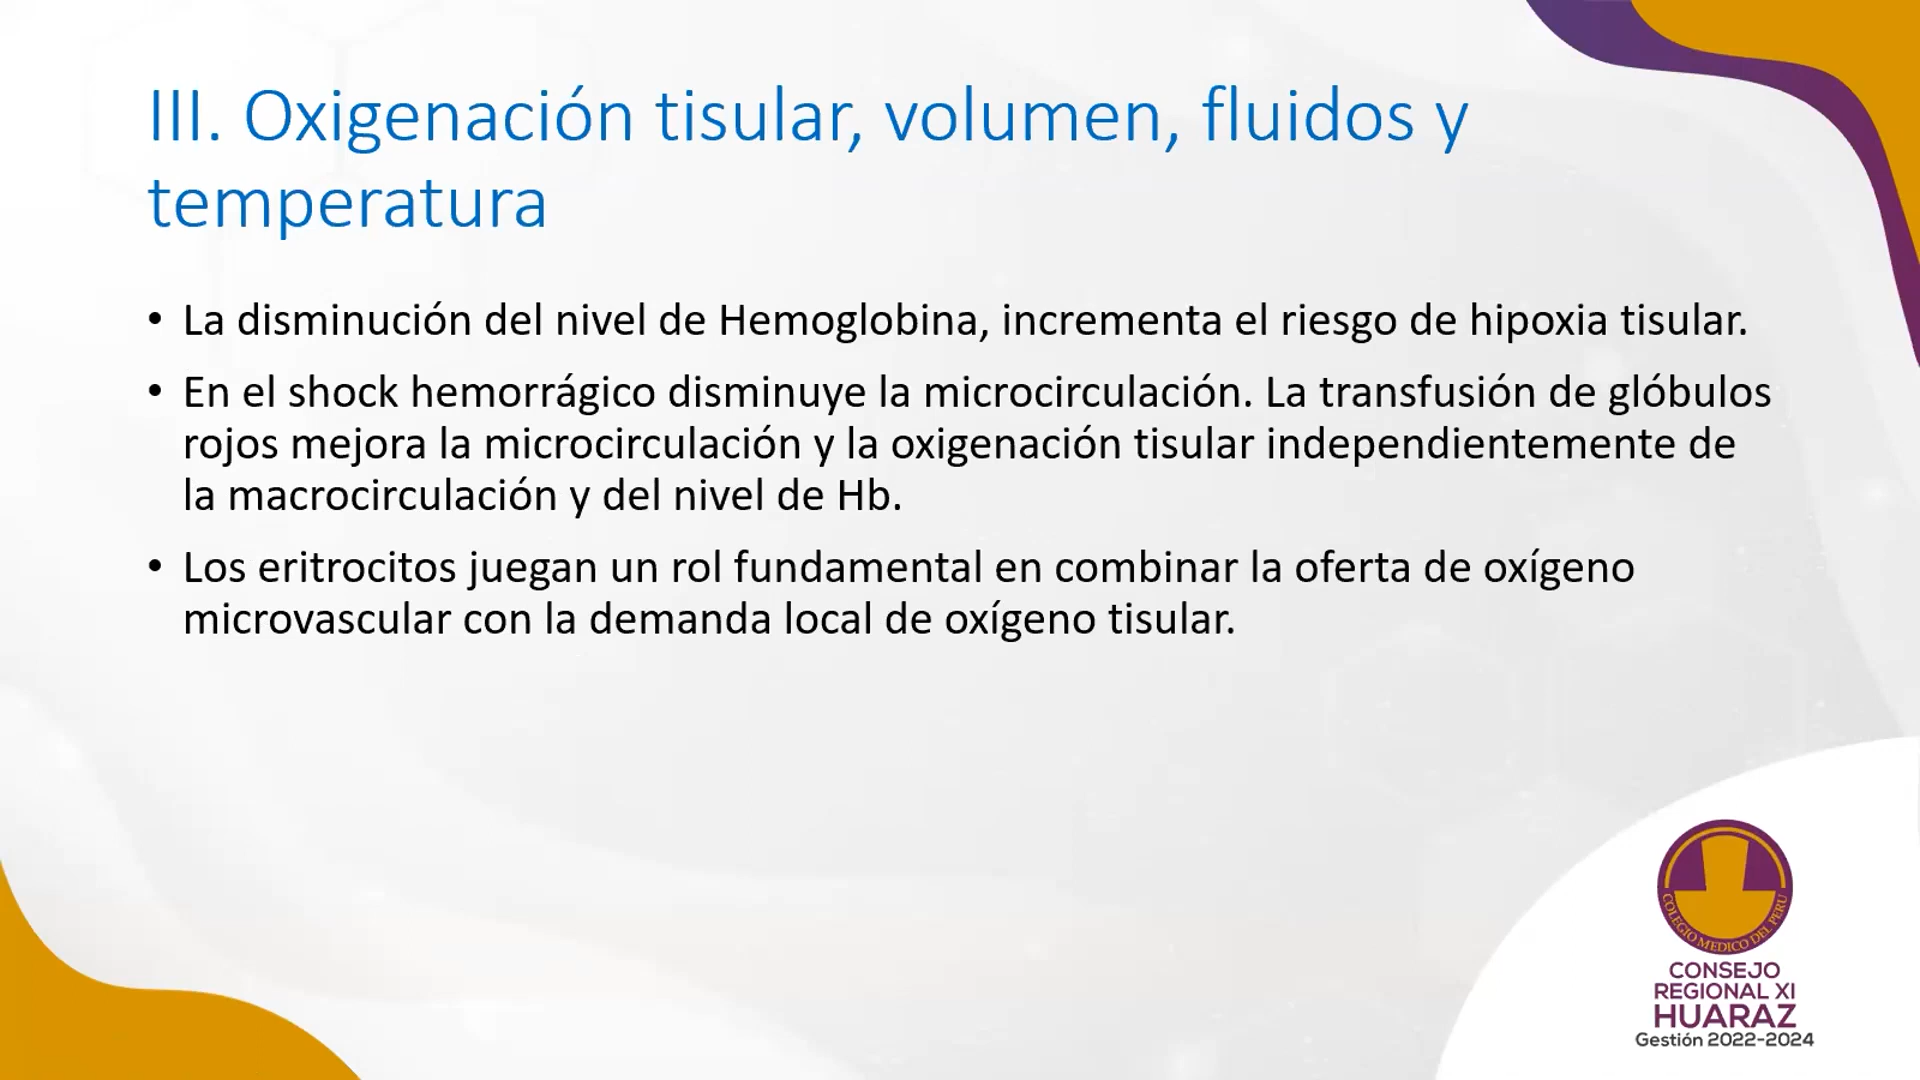 III. Oxigenación tisular, volumen, fluidos y
temperatura
• La disminución del nivel de Hemoglobina, incrementa el riesgo de hipoxia tisular.
• En el shock hemorrágico disminuye la microcirculación. La transfusión de glóbulos
rojos mejora la microcirculación y la oxigenación tisular independientemente de
la macrocirculación y del nivel de Hb.
• Los eritrocitos juegan un rol fundamental en combinar la oferta de oxígeno
microvascular con la demanda local de oxígeno tisular.
COLEGIO MEDICO DEL PERU
CONSEJO
REGIONAL XI
HUARAZ
Gestión 2022-2024